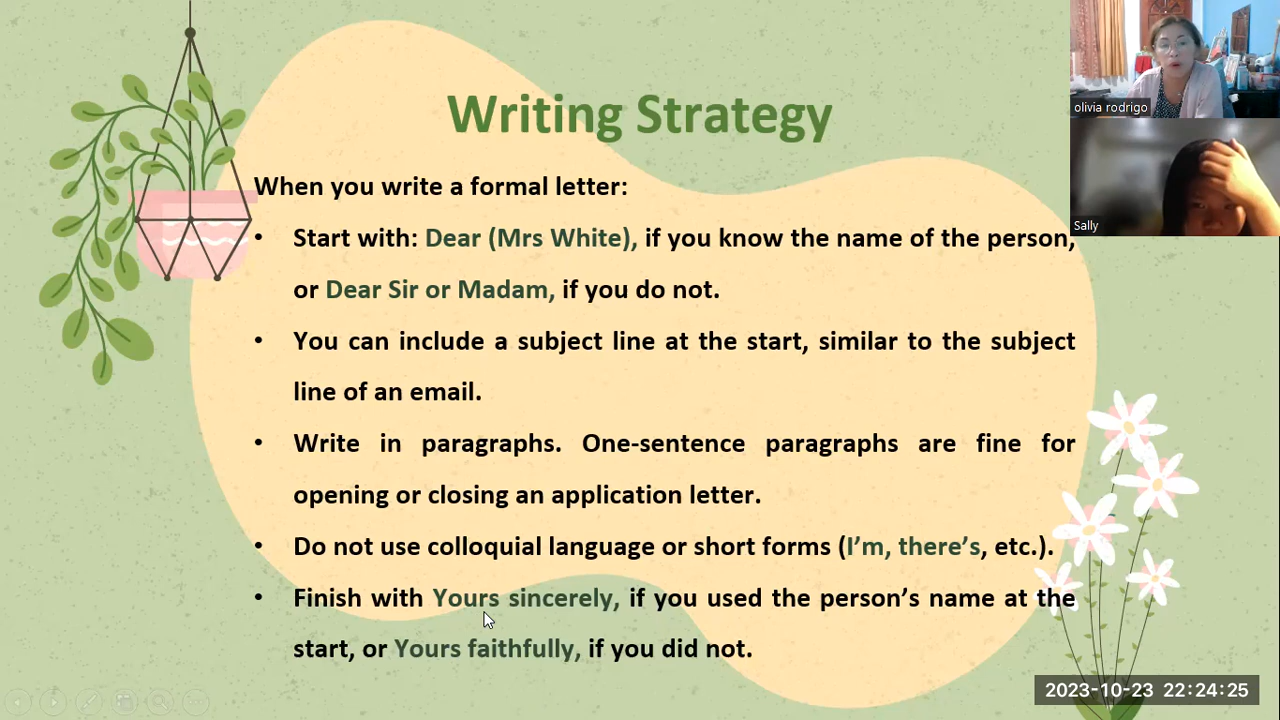 Writing Strategy
olivia rodrigo
When you write a formal letter:
Sally
• Start with: Dear (Mrs White), if you know the name of the person,
or Dear Sir or Madam, if you do not.
• You can include a subject line at the start, similar to the subject
line of an email.
• Write in paragraphs. One-sentence paragraphs are fine for
opening or closing an application letter.
• Do not use colloquial language or short forms (I’m, there’s, etc.).
• Finish with Yours sincerely, if you used the person’s name at the
start, or Yours faithfully, if you did not.
2023-10-23 22:24:25